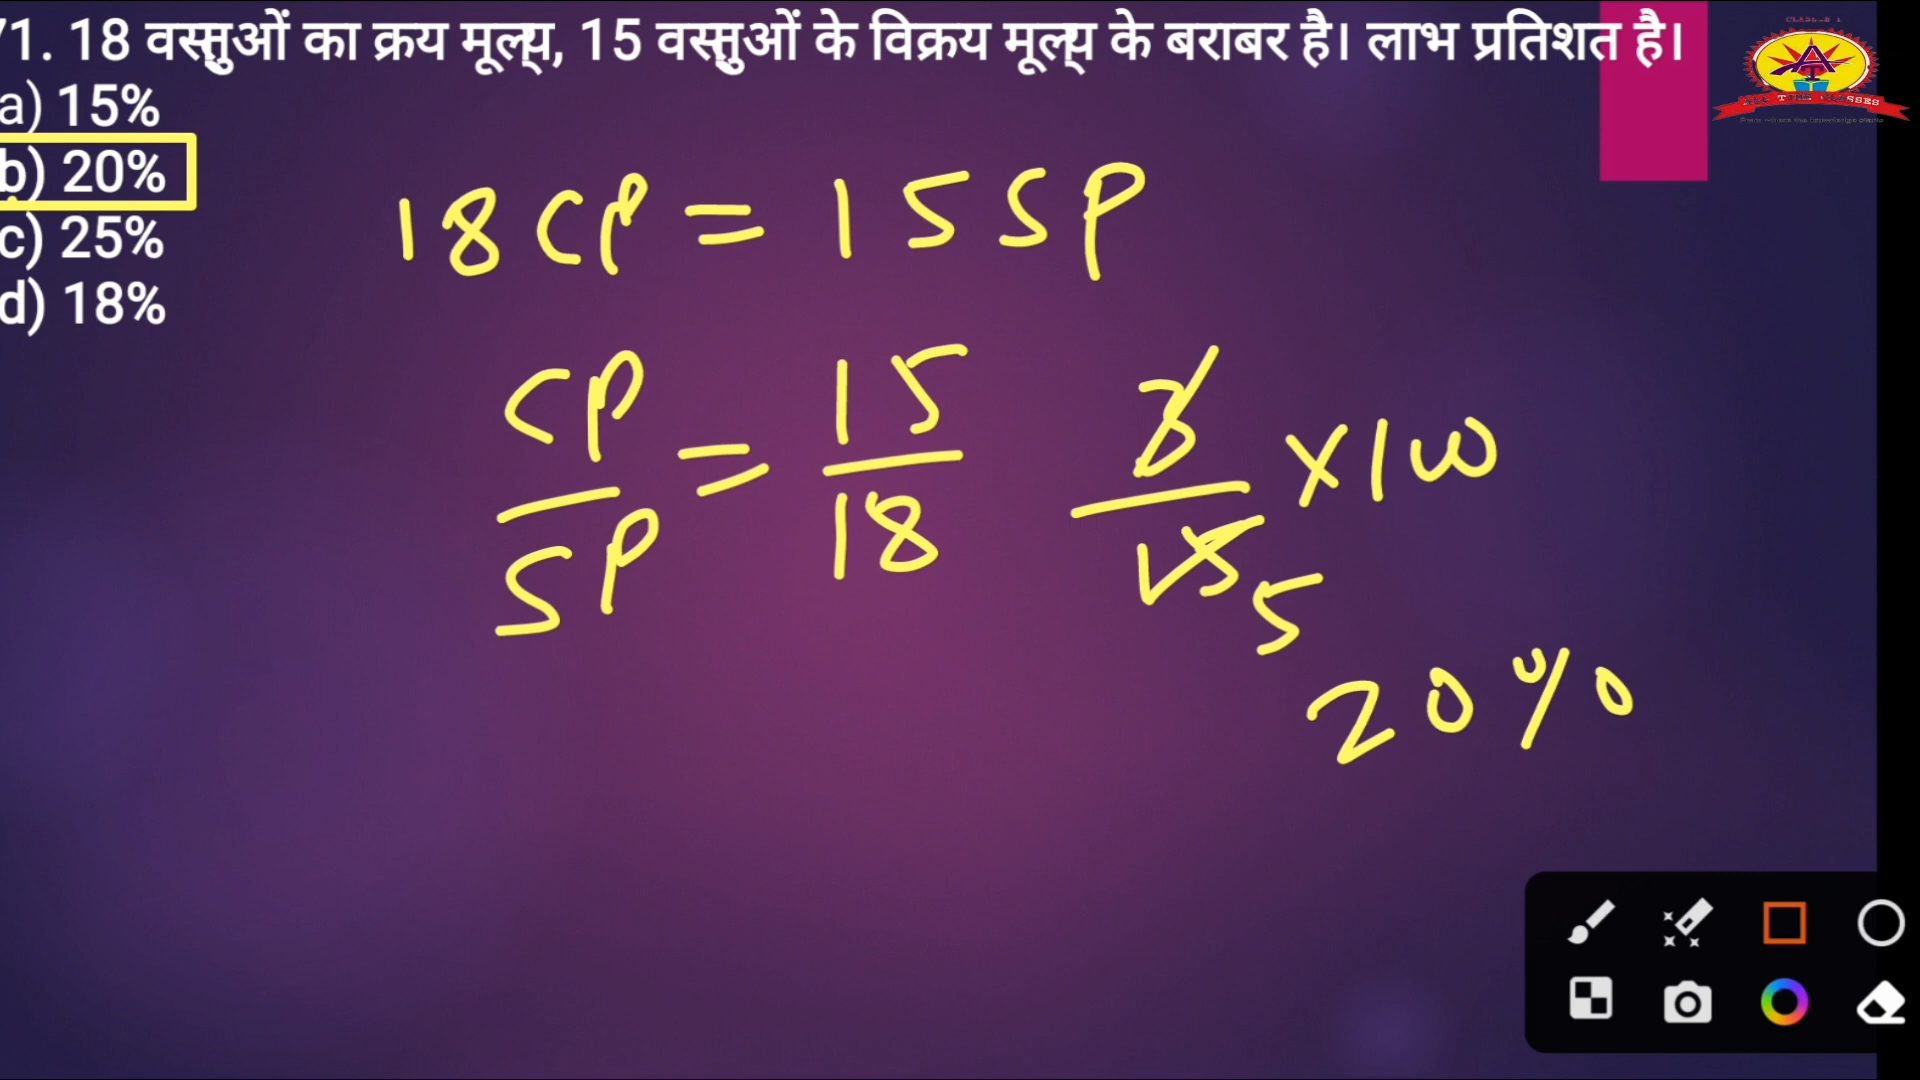 71. 18 वस्तुओं का क्रय मूल्य, 15 वस्तुओं के विक्रय मूल्य के बराबर है। लाभ प्रतिशत है।
a) 15%
b) 20%
c) 25%
d) 18%
18 CP = 15 SP
CP/SP = 15/18
3/15 × 100
5
20%